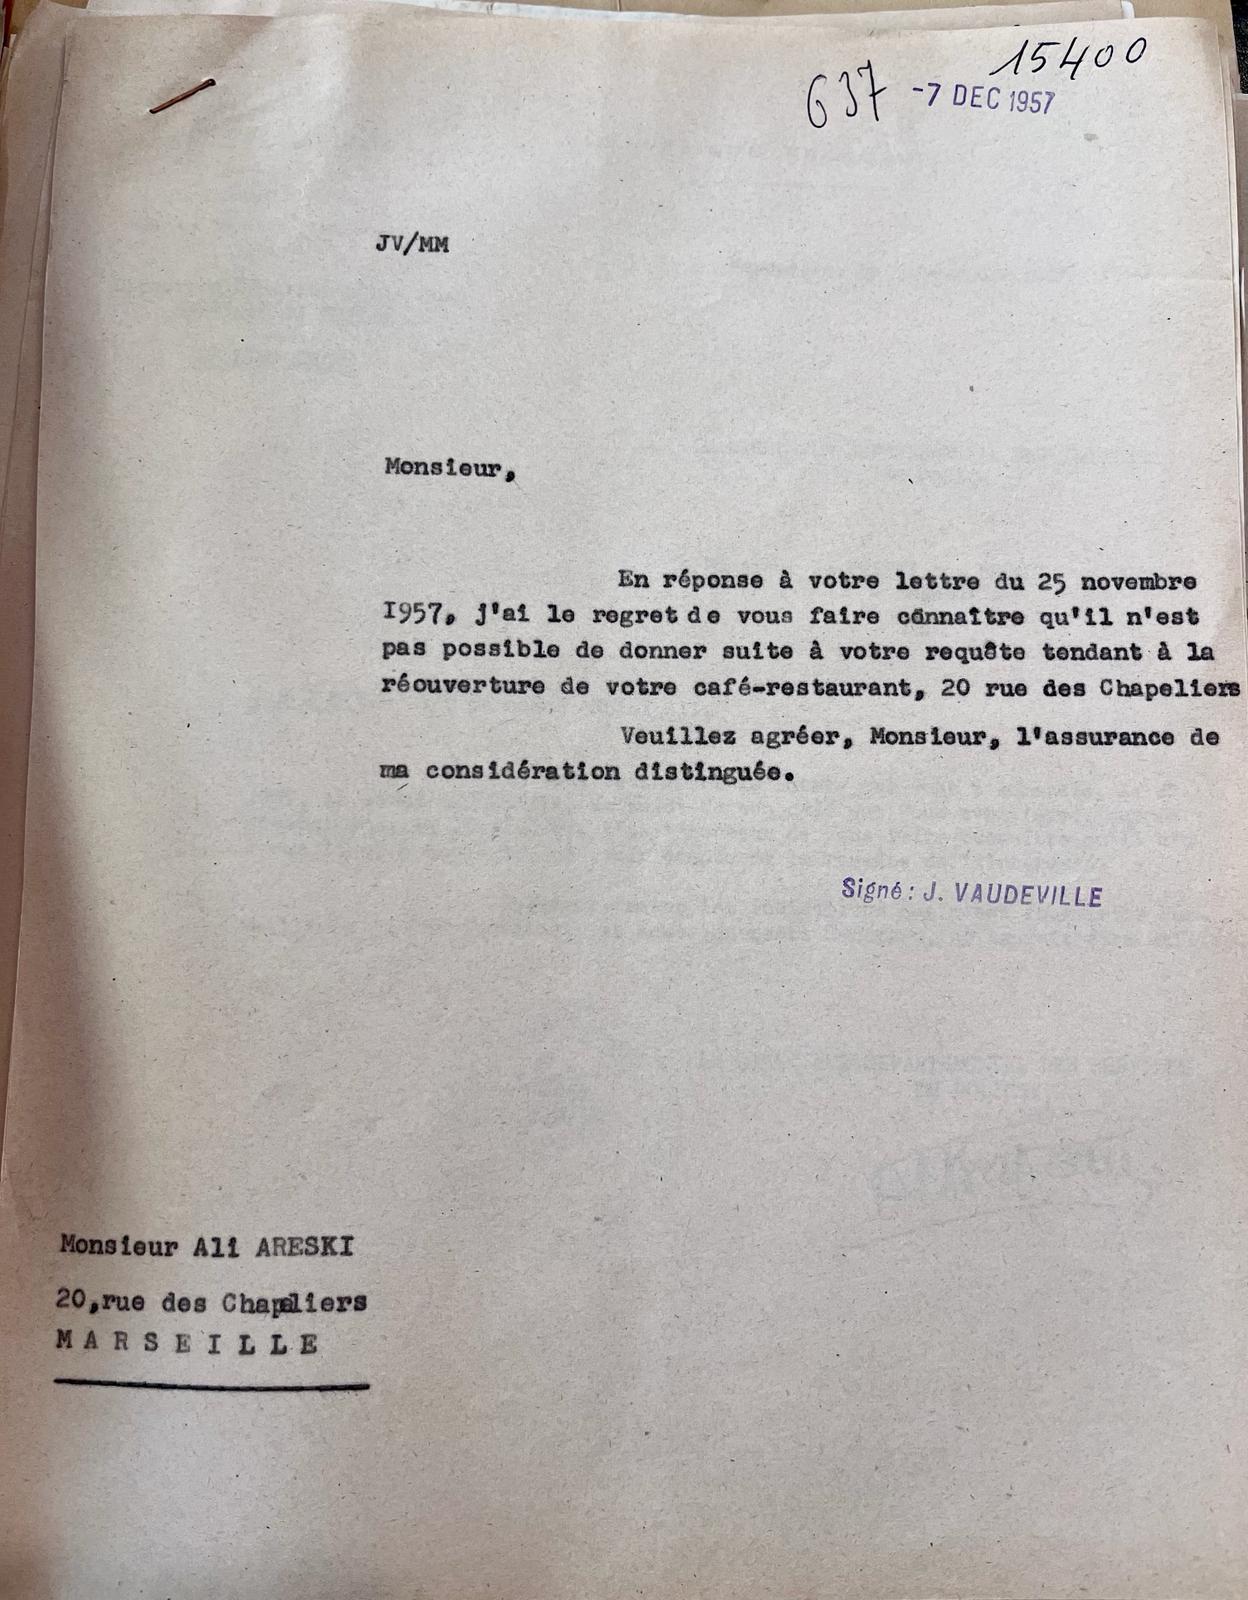 15400
637 -7 DEC 1957
JV/MM
Monsieur,
En réponse à votre lettre du 25 novembre
I957, j'ai le regret de vous faire connaître qu'il n'est
pas possible de donner suite à votre requête tendant à la
réouverture de votre café-restaurant, 20 rue des Chapeliers
Veuillez agréer, Monsieur, l'assurance de
ma considération distinguée.
Signé : J. VAUDEVILLE
Monsieur Ali ARESKI
20,rue des Chapeliers
MARSEILLE